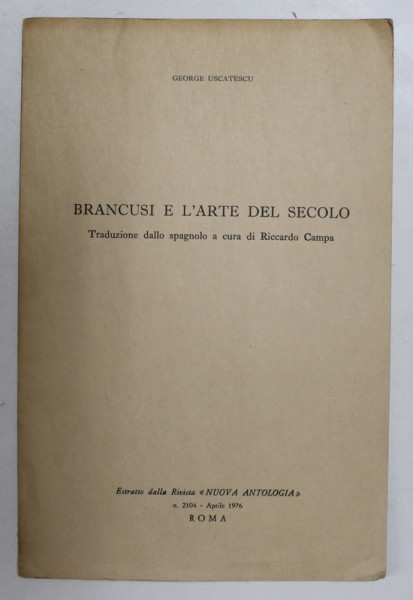 GEORGE USCATESCU
BRANCUSI E L'ARTE DEL SECOLO
Traduzione dallo spagnolo a cura di Riccardo Campa
Estratto dalla Rivista «NUOVA ANTOLOGIA»
n. 2104 - Aprile 1976
ROMA